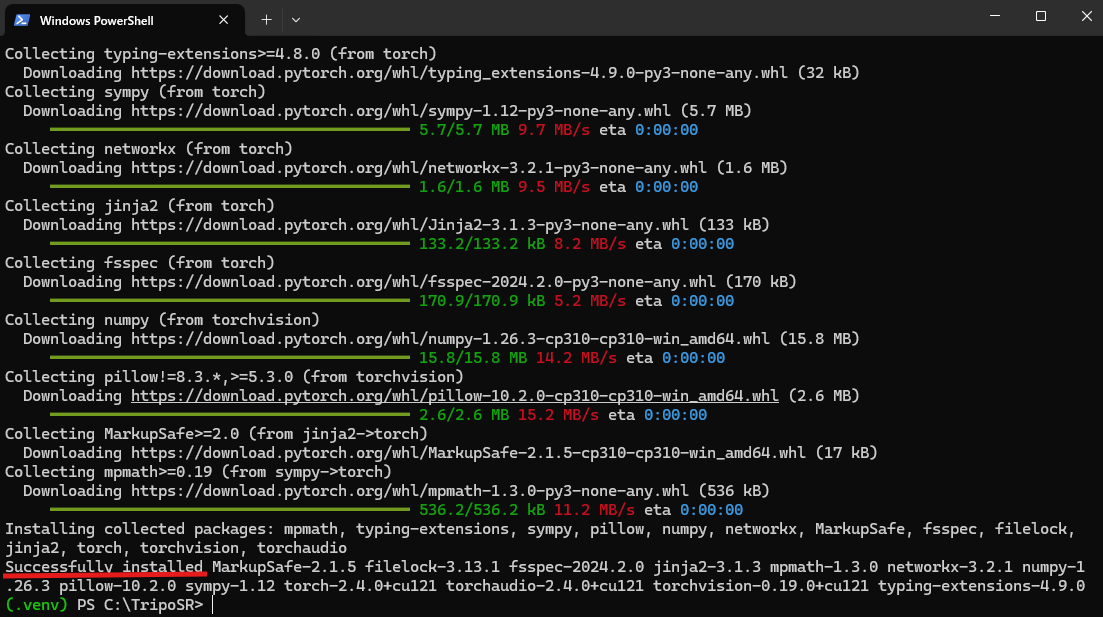 Windows PowerShell
Collecting typing-extensions>=4.8.0 (from torch)
Downloading https://download.pytorch.org/whl/typing_extensions-4.9.0-py3-none-any.whl (32 kB)
Collecting sympy (from torch)
Downloading https://download.pytorch.org/whl/sympy-1.12-py3-none-any.whl (5.7 MB)
5.7/5.7 MB 9.7 MB/s eta 0:00:00
Collecting networkx (from torch)
Downloading https://download.pytorch.org/whl/networkx-3.2.1-py3-none-any.whl (1.6 MB)
1.6/1.6 MB 9.5 MB/s eta 0:00:00
Collecting jinja2 (from torch)
Downloading https://download.pytorch.org/whl/Jinja2-3.1.3-py3-none-any.whl (133 kB)
133.2/133.2 kB 8.2 MB/s eta 0:00:00
Collecting fsspec (from torch)
Downloading https://download.pytorch.org/whl/fsspec-2024.2.0-py3-none-any.whl (170 kB)
170.9/170.9 kB 5.2 MB/s eta 0:00:00
Collecting numpy (from torchvision)
Downloading https://download.pytorch.org/whl/numpy-1.26.3-cp310-cp310-win_amd64.whl (15.8 MB)
15.8/15.8 MB 14.2 MB/s eta 0:00:00
Collecting pillow!=8.3.*,>=5.3.0 (from torchvision)
Downloading https://download.pytorch.org/whl/pillow-10.2.0-cp310-cp310-win_amd64.whl (2.6 MB)
2.6/2.6 MB 15.2 MB/s eta 0:00:00
Collecting MarkupSafe>=2.0 (from jinja2->torch)
Downloading https://download.pytorch.org/whl/MarkupSafe-2.1.5-cp310-cp310-win_amd64.whl (17 kB)
Collecting mpmath>=0.19 (from sympy->torch)
Downloading https://download.pytorch.org/whl/mpmath-1.3.0-py3-none-any.whl (536 kB)
536.2/536.2 kB 11.2 MB/s eta 0:00:00
Installing collected packages: mpmath, typing-extensions, sympy, pillow, numpy, networkx, MarkupSafe, fsspec, filelock,
jinja2, torch, torchvision, torchaudio
Successfully installed MarkupSafe-2.1.5 filelock-3.13.1 fsspec-2024.2.0 jinja2-3.1.3 mpmath-1.3.0 networkx-3.2.1 numpy-1
.26.3 pillow-10.2.0 sympy-1.12 torch-2.4.0+cu121 torchaudio-2.4.0+cu121 torchvision-0.19.0+cu121 typing-extensions-4.9.0
(.venv) PS C:\TripoSR>